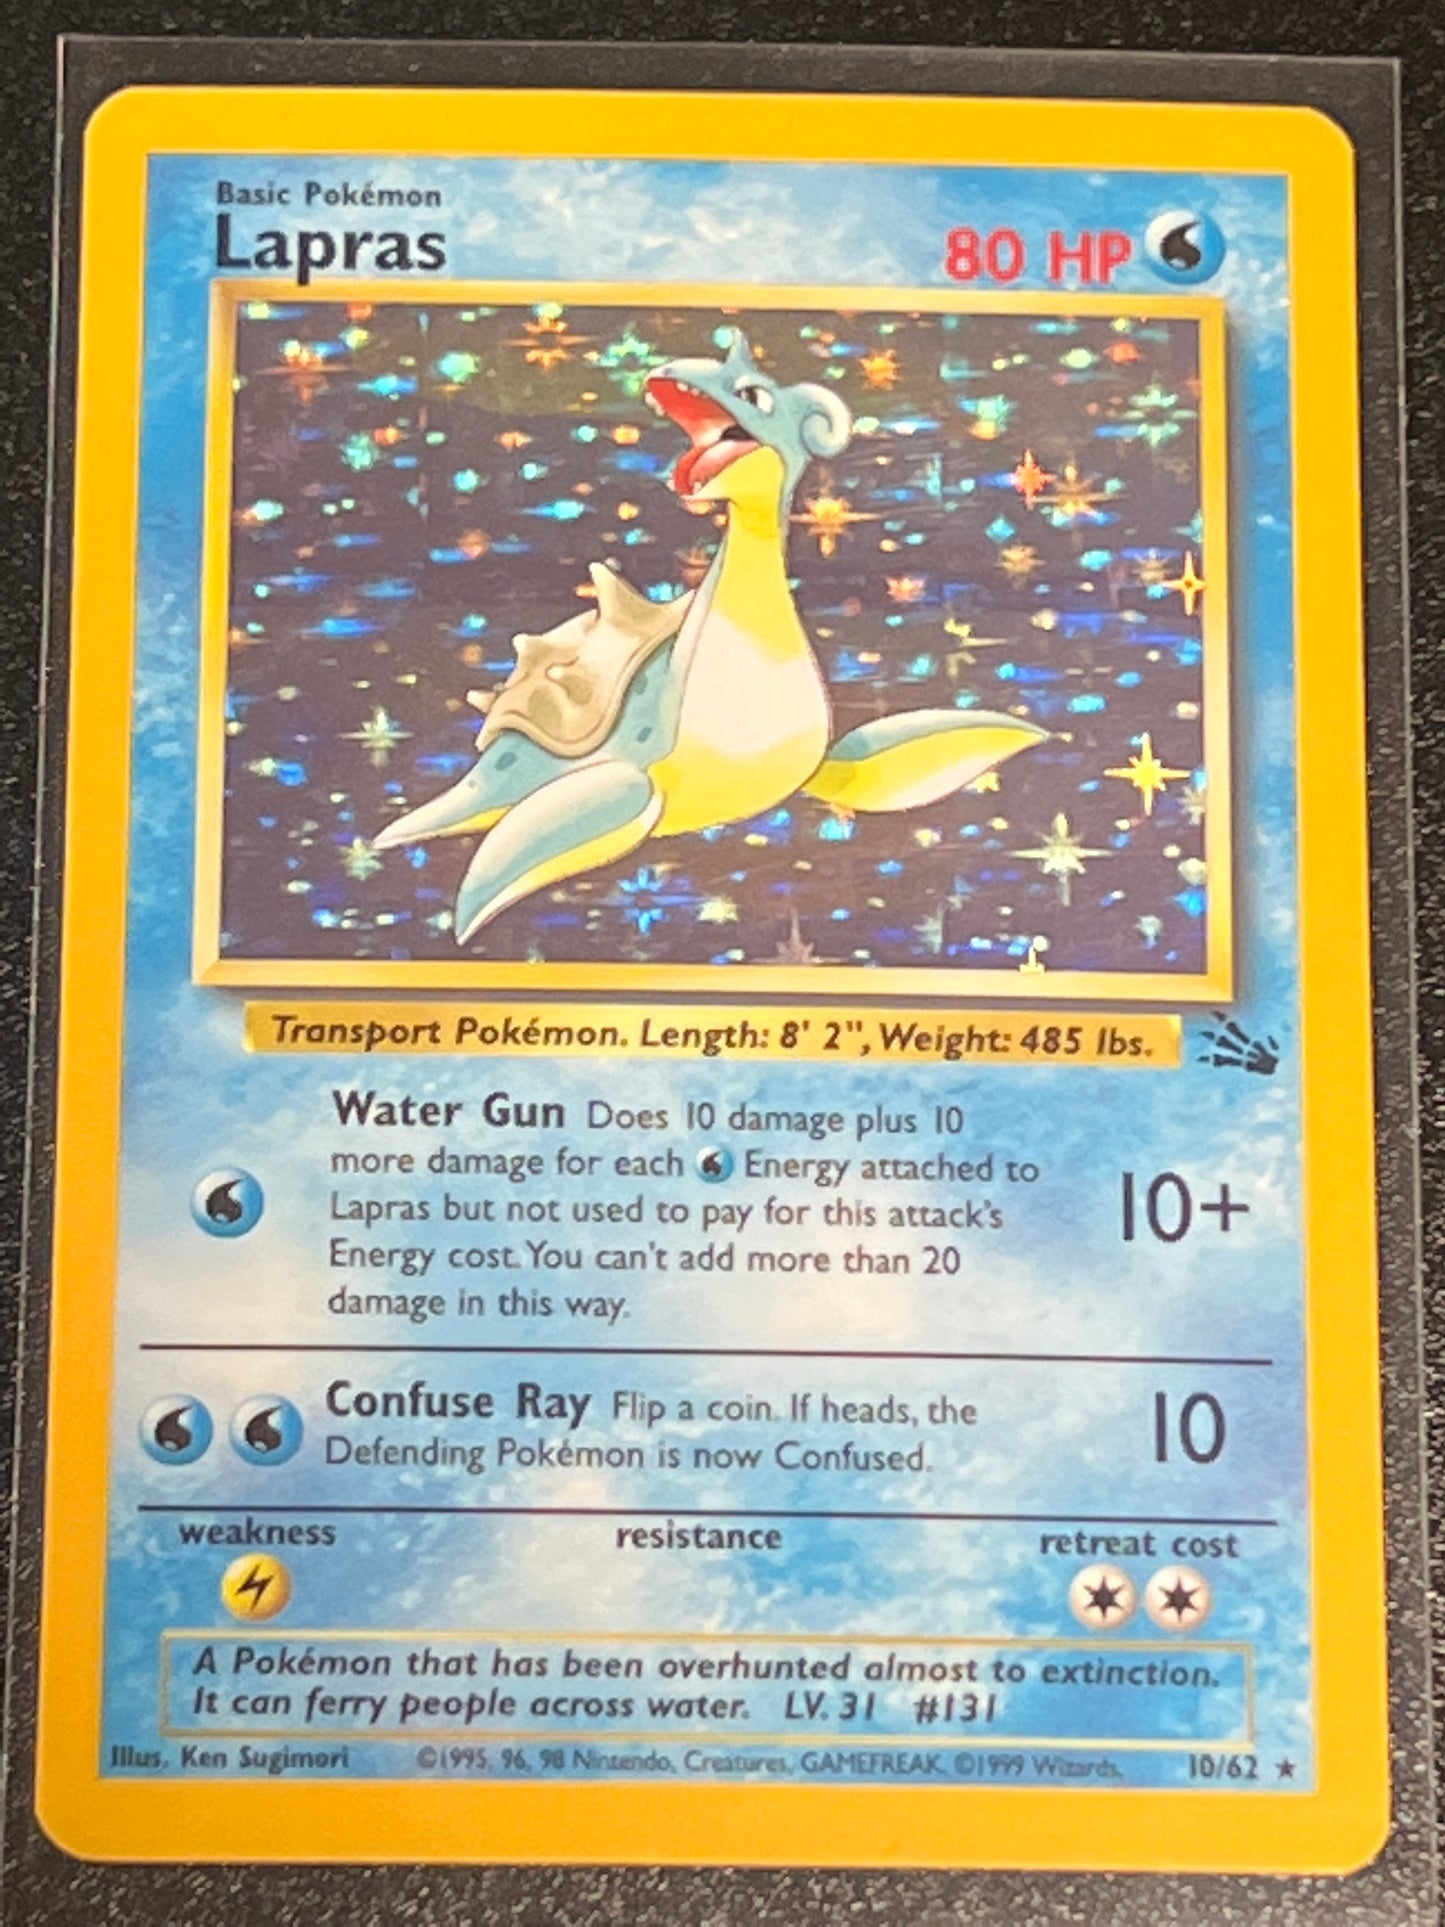 Basic Pokémon
Lapras
80 HP
Transport Pokémon. Length: 8' 2", Weight: 485 lbs.
Water Gun Does 10 damage plus 10
more damage for each Energy attached to
Lapras but not used to pay for this attack's
Energy cost. You can't add more than 20
damage in this way.
10+
Confuse Ray Flip a coin. If heads, the
Defending Pokémon is now Confused.
10
weakness
resistance
retreat cost
A Pokémon that has been overhunted almost to extinction.
It can ferry people across water. LV. 31 #131
Illus. Ken Sugimori ©1995, 96, 98 Nintendo, Creatures, GAMEFREAK. ©1999 Wizards. 10/62 ★